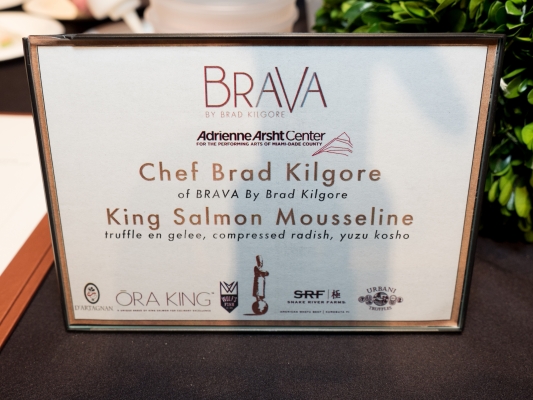 BRAVA
BY BRAD KILGORE
Adrienne Arsht Center
FOR THE PERFORMING ARTS OF MIAMI-DADE COUNTY
Chef Brad Kilgore
of BRAVA By Brad Kilgore
King Salmon Mousseline
truffle en gelee, compressed radish, yuzu kosho
D'ARTAGNAN
ŌRA KING
SRF 極
SNAKE RIVER FARMS
URBANI
TRUFFLES